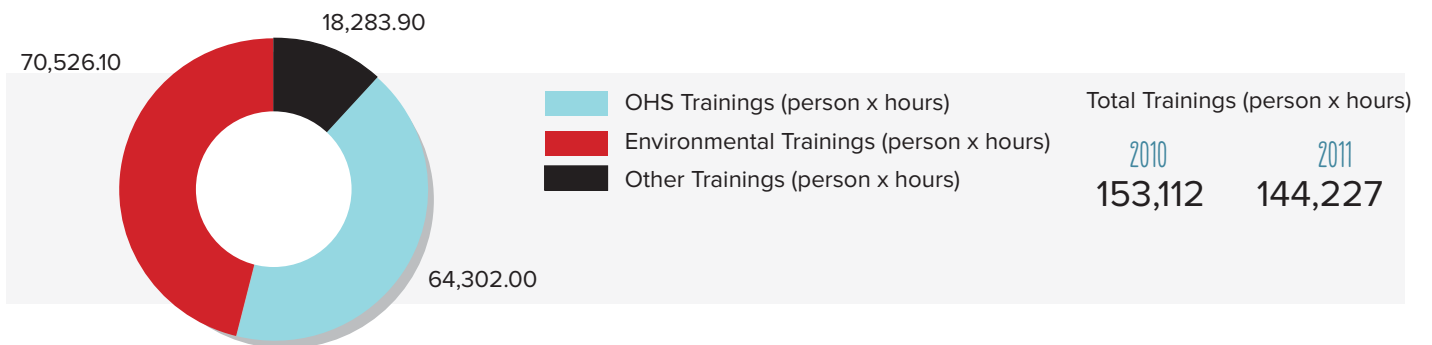 18,283.90
70,526.10
64,302.00
OHS Trainings (person x hours)
Environmental Trainings (person x hours)
Other Trainings (person x hours)
Total Trainings (person x hours)
2010 2011
153,112 144,227